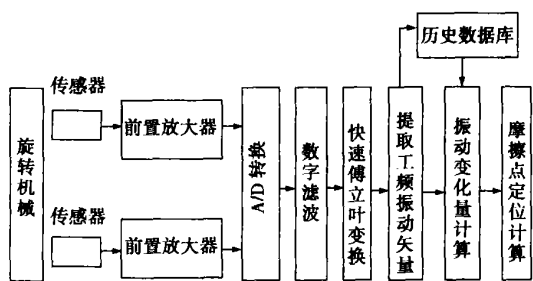 历史数据库
传感器
旋转机械
前置放大器
A/D转换
数字滤波
快速傅立叶变换
提取工频振动矢量
振动变化量计算
摩擦点定位计算
传感器
前置放大器